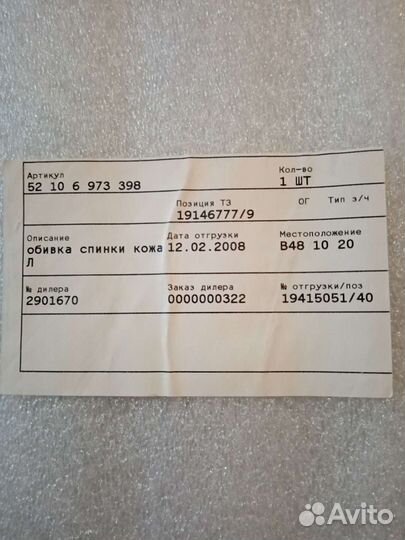 Артикул Кол-во
52 10 6 973 398 1 ШТ
Позиция ТЗ ОГ Тип з/ч
19146777/9
Описание Дата отгрузки Местоположение
обивка спинки кожа 12.02.2008 B48 10 20
Л
№ дилера Заказ дилера № отгрузки/поз
2901670 0000000322 19415051/40
Avito